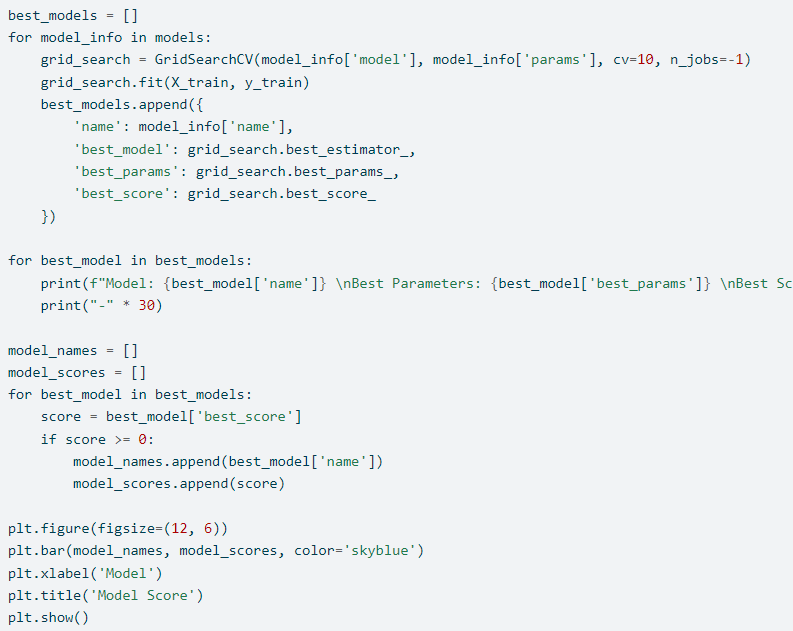 best_models = []
for model_info in models:
    grid_search = GridSearchCV(model_info['model'], model_info['params'], cv=10, n_jobs=-1)
    grid_search.fit(X_train, y_train)
    best_models.append({
        'name': model_info['name'],
        'best_model': grid_search.best_estimator_,
        'best_params': grid_search.best_params_,
        'best_score': grid_search.best_score_
    })

for best_model in best_models:
    print(f"Model: {best_model['name']} \nBest Parameters: {best_model['best_params']} \nBest Sc
    print("-" * 30)

model_names = []
model_scores = []
for best_model in best_models:
    score = best_model['best_score']
    if score >= 0:
        model_names.append(best_model['name'])
        model_scores.append(score)

plt.figure(figsize=(12, 6))
plt.bar(model_names, model_scores, color='skyblue')
plt.xlabel('Model')
plt.title('Model Score')
plt.show()